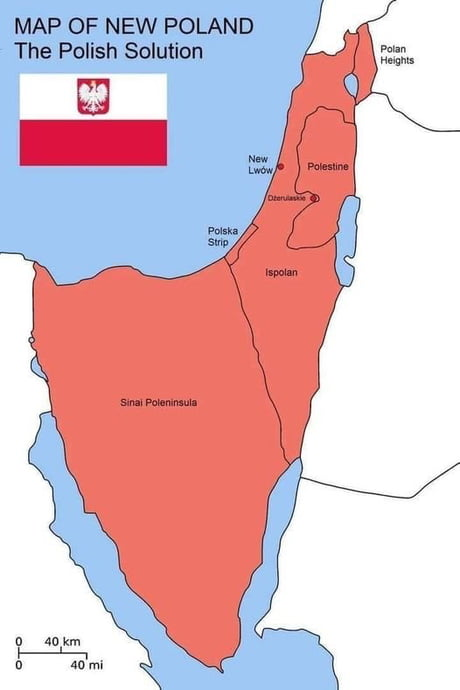 MAP OF NEW POLAND
The Polish Solution
Polan
Heights
New
Lwów
Polestine
Dżerulaskie
Polska
Strip
Ispolan
Sinai Poleninsula
0 40 km
0 40 mi